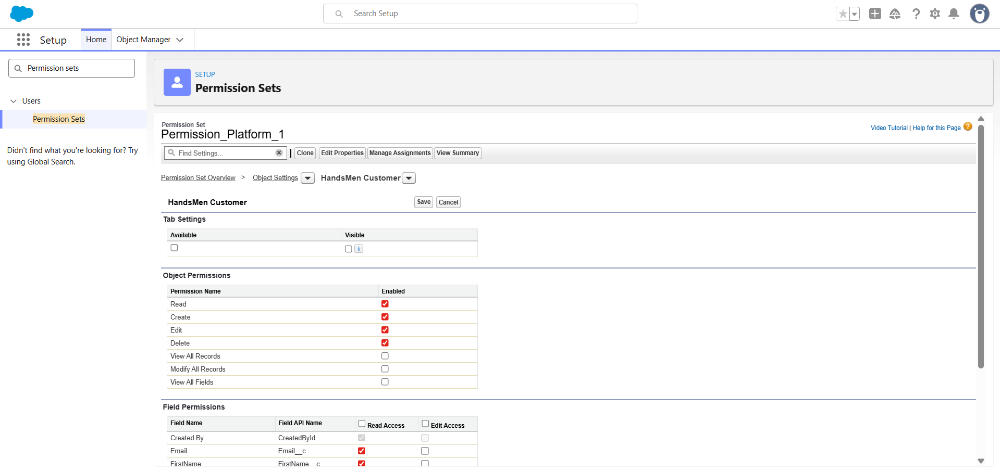 Search Setup
Setup
Home
Object Manager
Permission sets
Users
Permission Sets
Didn't find what you're looking for? Try
using Global Search.
SETUP
Permission Sets
Permission Set
Permission_Platform_1
Video Tutorial | Help for this Page
Find Settings...
Clone
Edit Properties
Manage Assignments
View Summary
Permission Set Overview > Object Settings HandsMen Customer
HandsMen Customer
Save
Cancel
Tab Settings
Available Visible
Object Permissions
Permission Name Enabled
Read
Create
Edit
Delete
View All Records
Modify All Records
View All Fields
Field Permissions
Field Name Field API Name Read Access Edit Access
Created By CreatedById
Email Email__c
FirstName FirstName__c